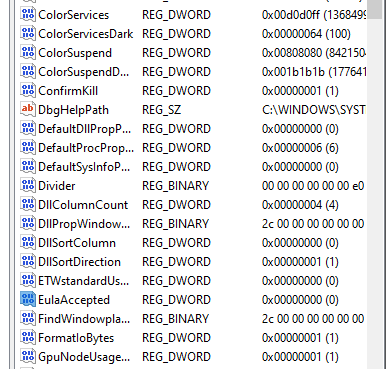 ColorServices REG_DWORD 0x00d0d0ff (1368499
ColorServicesDark REG_DWORD 0x00000064 (100)
ColorSuspend REG_DWORD 0x00808080 (8421504
ColorSuspendD... REG_DWORD 0x001b1b1b (177641
ConfirmKill REG_DWORD 0x00000001 (1)
DbgHelpPath REG_SZ C:\WINDOWS\SYST
DefaultDllPropP... REG_DWORD 0x00000000 (0)
DefaultProcProp... REG_DWORD 0x00000006 (6)
DefaultSysInfoP... REG_DWORD 0x00000000 (0)
Divider REG_BINARY 00 00 00 00 00 00 e0
DllColumnCount REG_DWORD 0x00000004 (4)
DllPropWindow... REG_BINARY 2c 00 00 00 00 00
DllSortColumn REG_DWORD 0x00000000 (0)
DllSortDirection REG_DWORD 0x00000001 (1)
ETWstandardUs... REG_DWORD 0x00000000 (0)
EulaAccepted REG_DWORD 0x00000000 (0)
FindWindowpla... REG_BINARY 2c 00 00 00 00 00
FormatIoBytes REG_DWORD 0x00000001 (1)
GpuNodeUsage... REG_DWORD 0x00000001 (1)